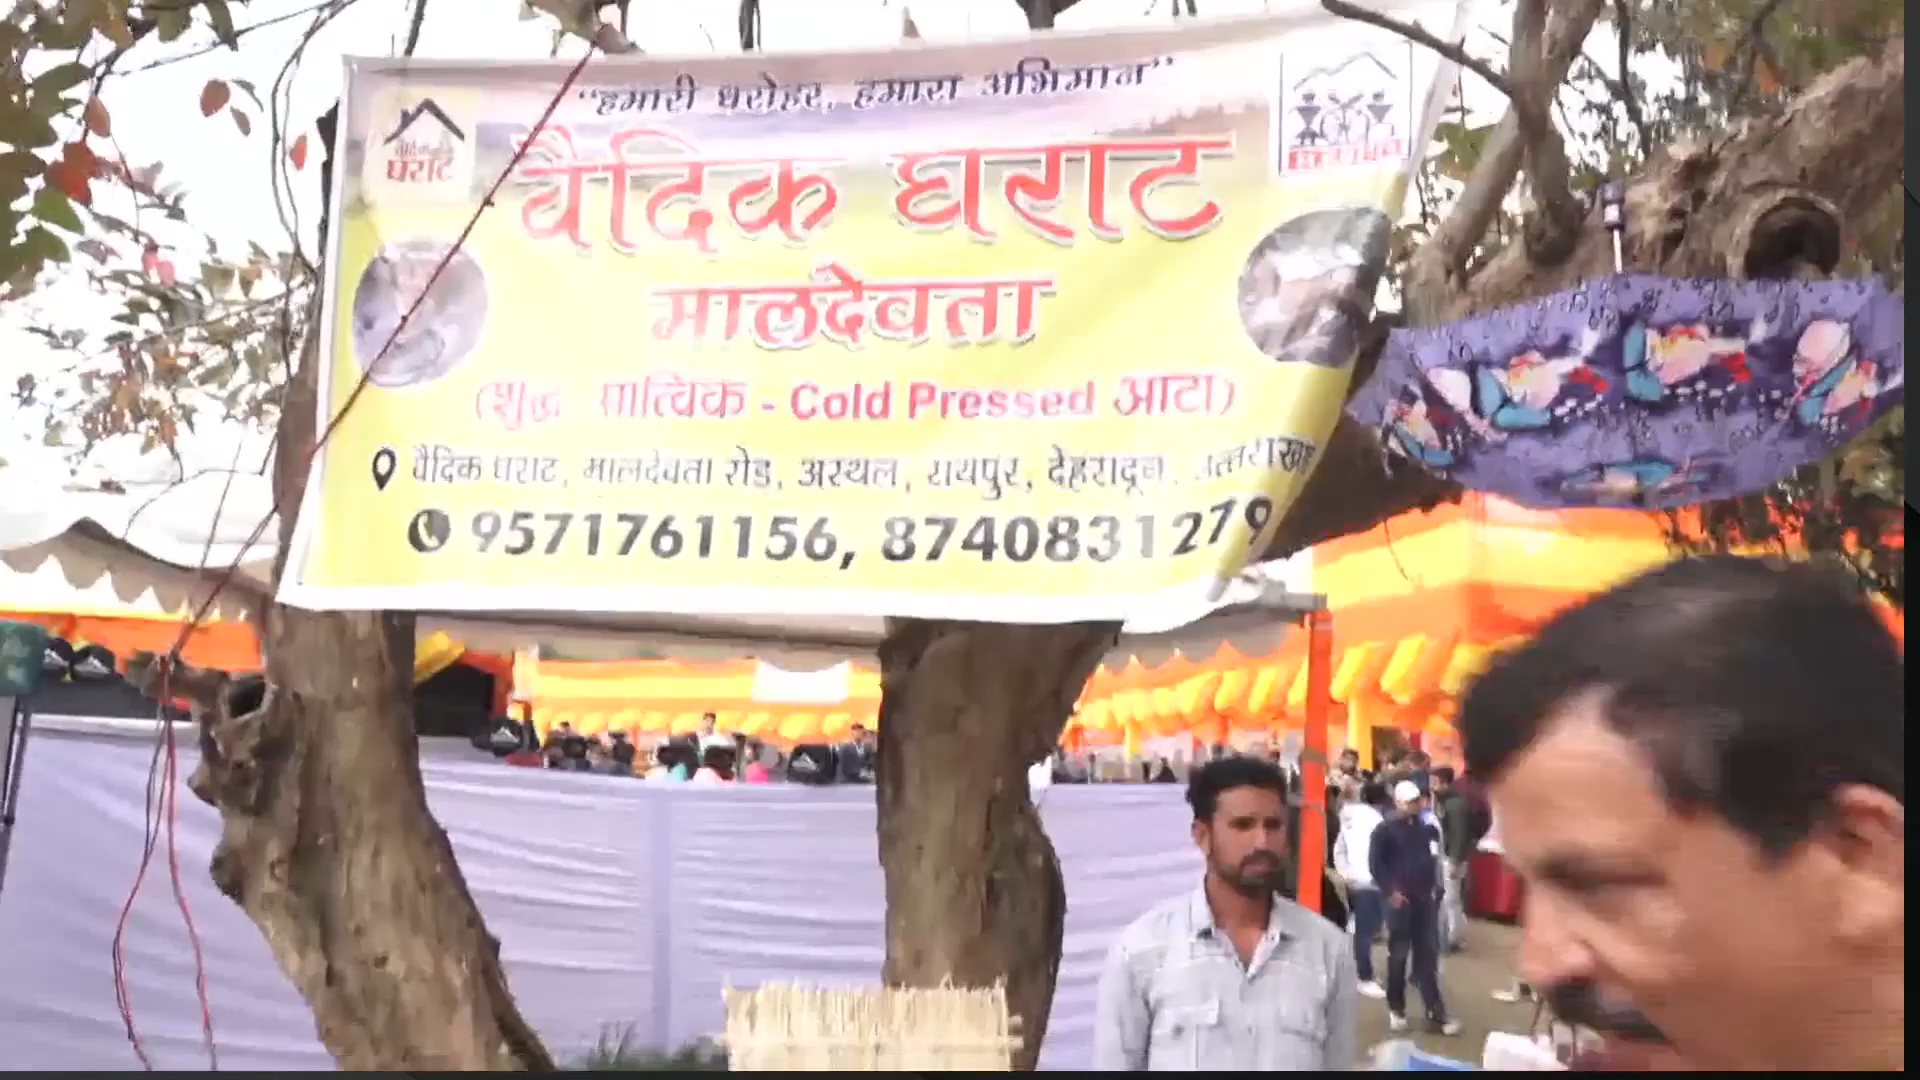 “हमारी धरोहर, हमारा अभिमान”
घराट
वैदिक घराट
मालदेवता
(शुद्ध सात्विक - Cold Pressed आटा)
वैदिक घराट, मालदेवता रोड, अस्थल, रायपुर, देहरादून, उत्तराखण्ड
9571761156, 8740831279